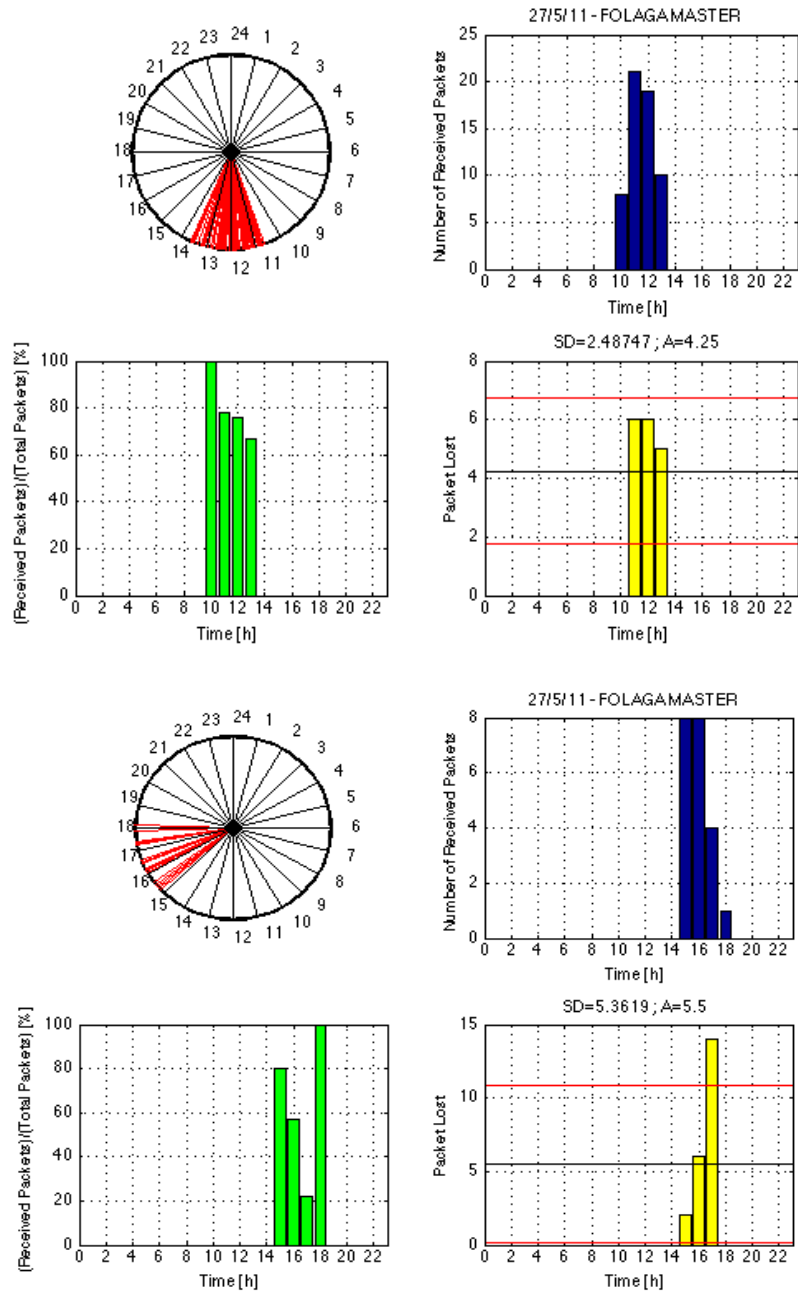 24
23 1
22 2
21 3
20 4
19 5
18 6
17 7
16 8
15 9
14 10
13 11
12
27/5/11 - FOLAGAMASTER
Number of Received Packets
25
20
15
10
5
0
0 2 4 6 8 10 12 14 16 18 20 22
Time [h]
(Received Packets)/(Total Packets) [%]
100
80
60
40
20
0
0 2 4 6 8 10 12 14 16 18 20 22
Time [h]
SD=2.48747 ; A=4.25
Packet Lost
8
6
4
2
0
0 2 4 6 8 10 12 14 16 18 20 22
Time [h]
24
23 1
22 2
21 3
20 4
19 5
18 6
17 7
16 8
15 9
14 10
13 11
12
27/5/11 - FOLAGAMASTER
Number of Received Packets
8
6
4
2
0
0 2 4 6 8 10 12 14 16 18 20 22
Time [h]
(Received Packets)/(Total Packets) [%]
100
80
60
40
20
0
0 2 4 6 8 10 12 14 16 18 20 22
Time [h]
SD=5.3619 ; A=5.5
Packet Lost
15
10
5
0
0 2 4 6 8 10 12 14 16 18 20 22
Time [h]